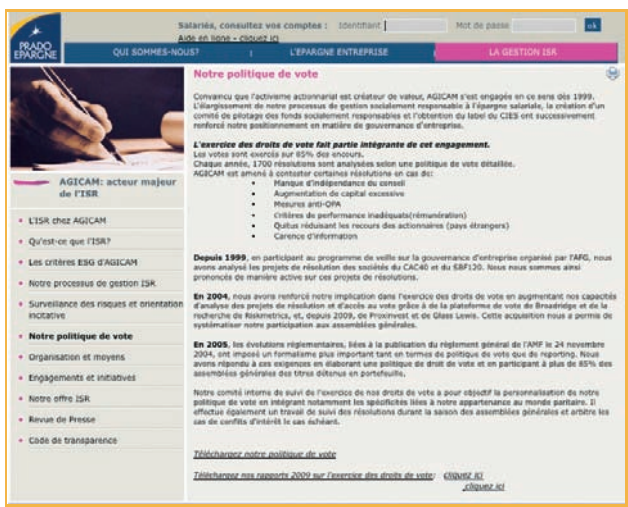 Salariés, consultez vos comptes : Identifiant Mot de passe ok
Aide en ligne - cliquez ici
PRADO
EPARGNE
QUI SOMMES-NOUS? | L'EPARGNE ENTREPRISE | LA GESTION ISR
Notre politique de vote
Convaincu que l'activisme actionnarial est créateur de valeur, AGICAM s'est engagée en ce sens dès 1999.
L'élargissement de notre processus de gestion socialement responsable à l'épargne salariale, la création d'un
comité de pilotage des fonds socialement responsables et l'obtention du label du CIES ont successivement
renforcé notre positionnement en matière de gouvernance d'entreprise.
L'exercice des droits de vote fait partie intégrante de cet engagement.
Les votes sont exercés sur 85% des encours.
Chaque année, 1700 résolutions sont analysées selon une politique de vote détaillée.
AGICAM est amené à contester certaines résolutions en cas de:
• Manque d'indépendance du conseil
• Augmentation de capital excessive
• Mesures anti-OPA
• Critères de performance inadéquats(rémunération)
• Quitus réduisant les recours des actionnaires (pays étrangers)
• Carence d'information
Depuis 1999, en participant au programme de veille sur la gouvernance d'entreprise organisé par l'AFG, nous
avons analysé les projets de résolution des sociétés du CAC40 et du SBF120. Nous nous sommes ainsi
prononcés de manière active sur ces projets de résolutions.
En 2004, nous avons renforcé notre implication dans l'exercice des droits de vote en augmentant nos capacités
d'analyse des projets de résolution et d'accès au vote grâce à de la plateforme de vote de Broadridge et de la
recherche de Riskmetrics, et, depuis 2009, de Proxinvest et de Glass Lewis. Cette acquisition nous a permis de
systématiser notre participation aux assemblées générales.
En 2005, les évolutions réglementaires, liées à la publication du règlement général de l'AMF le 24 novembre
2004, ont imposé un formalisme plus important tant en termes de politique de vote que de reporting. Nous
avons répondu à ces exigences en élaborant une politique de droit de vote et en participant à plus de 85% des
assemblées générales des titres détenus en portefeuille.
Notre comité interne de suivi de l'exercice de nos droits de vote a pour objectif la personnalisation de notre
politique de vote en intégrant notamment les spécificités liées à notre appartenance au monde paritaire. Il
effectue également un travail de suivi des résolutions durant la saison des assemblées générales et arbitre les
cas de conflits d'intérêt le cas échéant.
Téléchargez notre politique de vote
Téléchargez nos rapports 2009 sur l'exercice des droits de vote: cliquez ici
cliquez ici
AGICAM: acteur majeur
de l'ISR
L'ISR chez AGICAM
Qu'est-ce que l'ISR?
Les critères ESG d'AGICAM
Notre processus de gestion ISR
Surveillance des risques et orientation
incitative
Notre politique de vote
Organisation et moyens
Engagements et initiatives
Notre offre ISR
Revue de Presse
Code de transparence